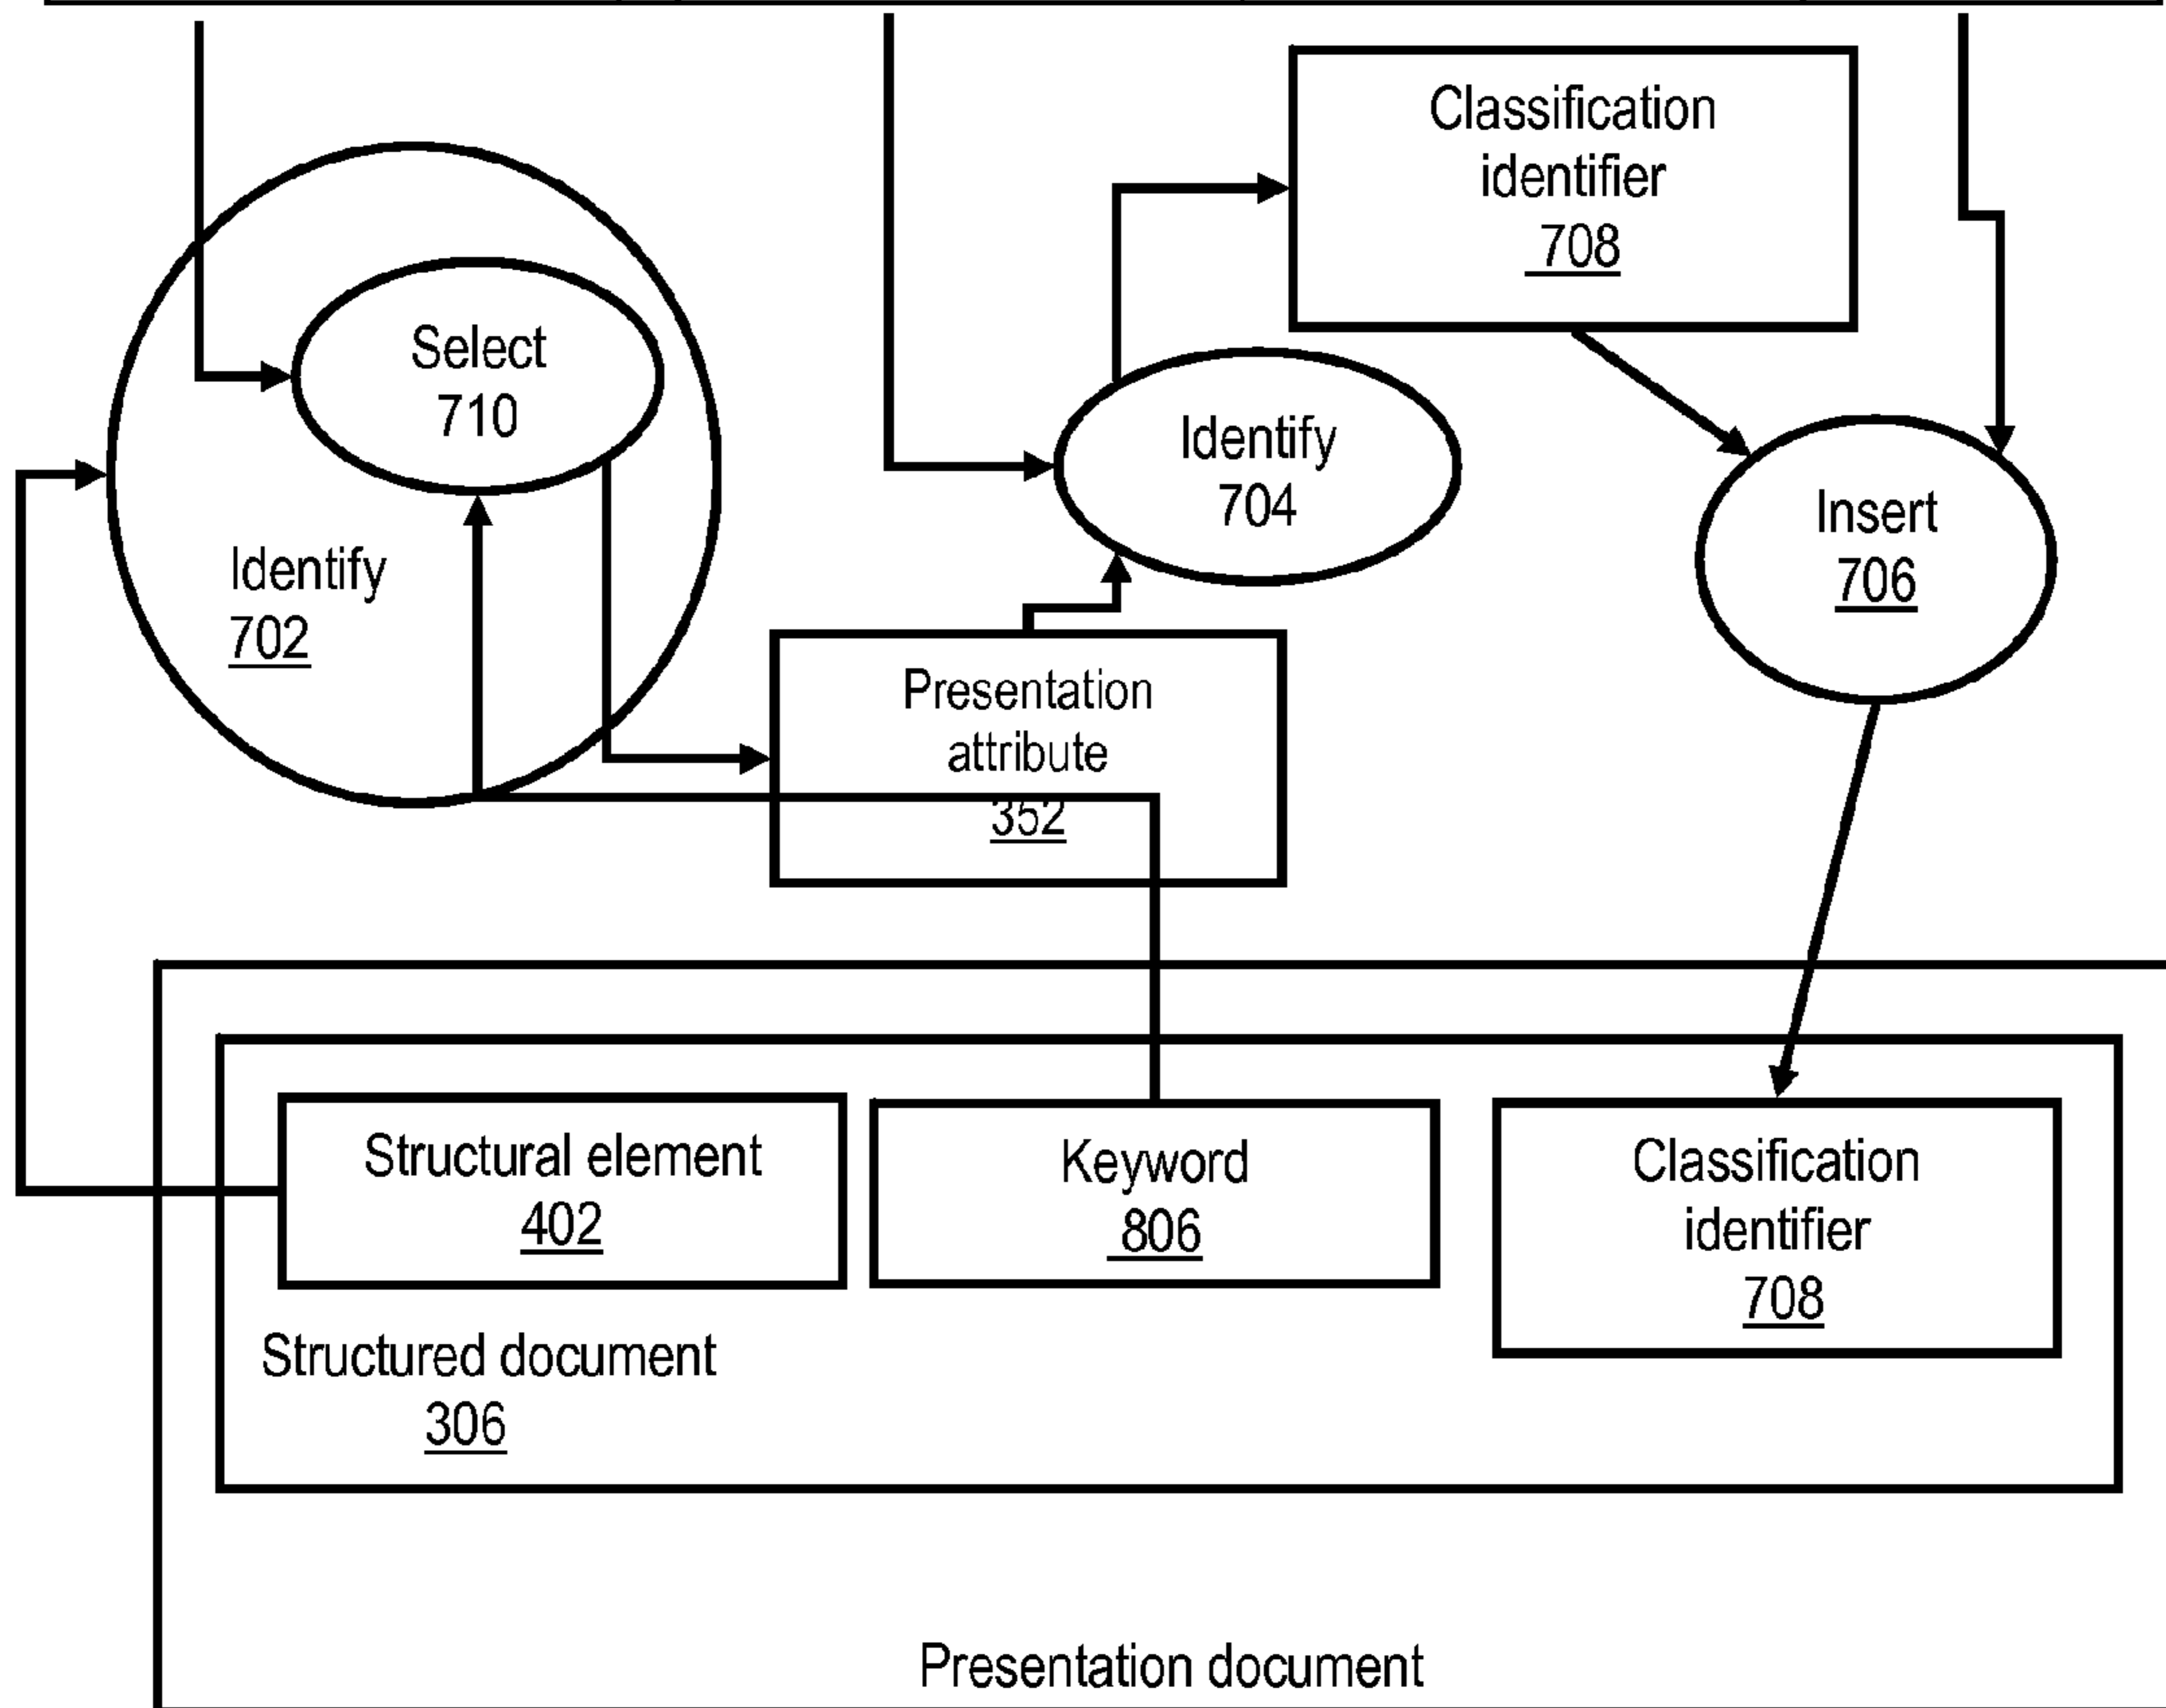 Classification
identifier
708
Select
710
Identify
704
Insert
706
Identify
702
Presentation
attribute
352
Structural element
402
Keyword
806
Classification
identifier
708
Structured document
306
Presentation document